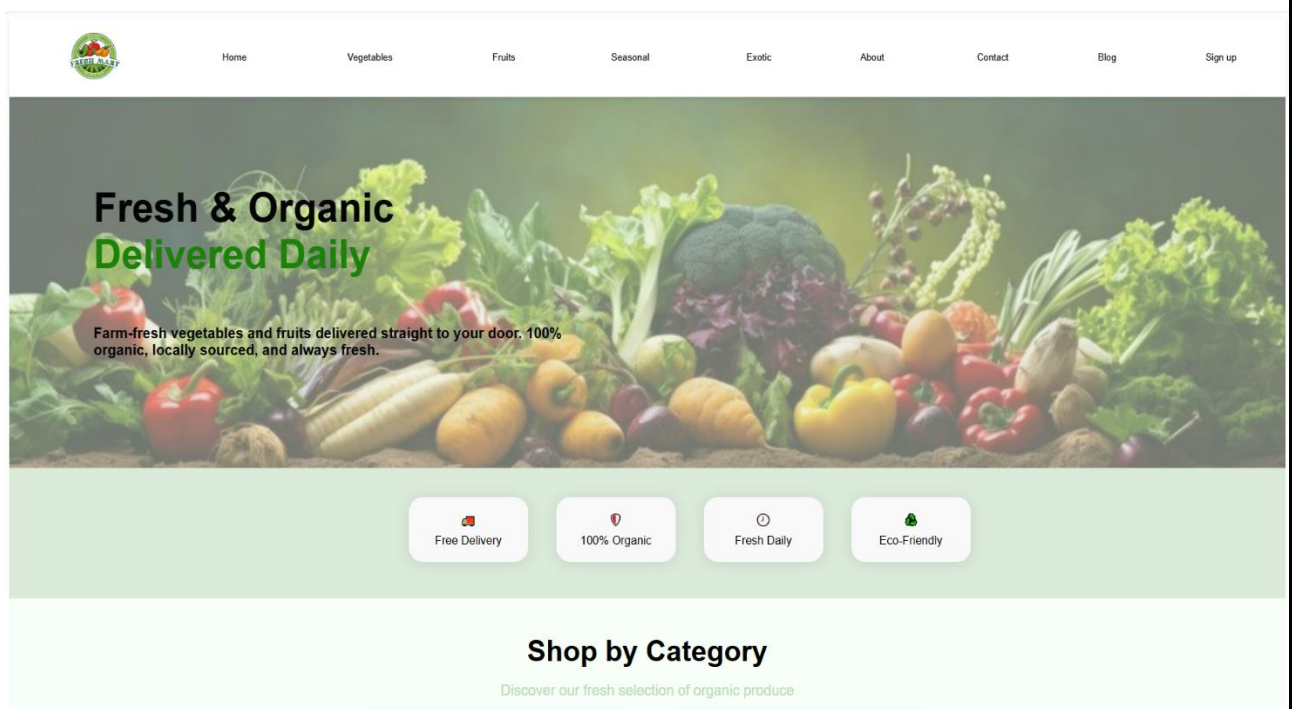 FRESH MART
Home
Vegetables
Fruits
Seasonal
Exotic
About
Contact
Blog
Sign up
Fresh & Organic
Delivered Daily
Farm-fresh vegetables and fruits delivered straight to your door. 100%
organic, locally sourced, and always fresh.
Free Delivery
100% Organic
Fresh Daily
Eco-Friendly
Shop by Category
Discover our fresh selection of organic produce